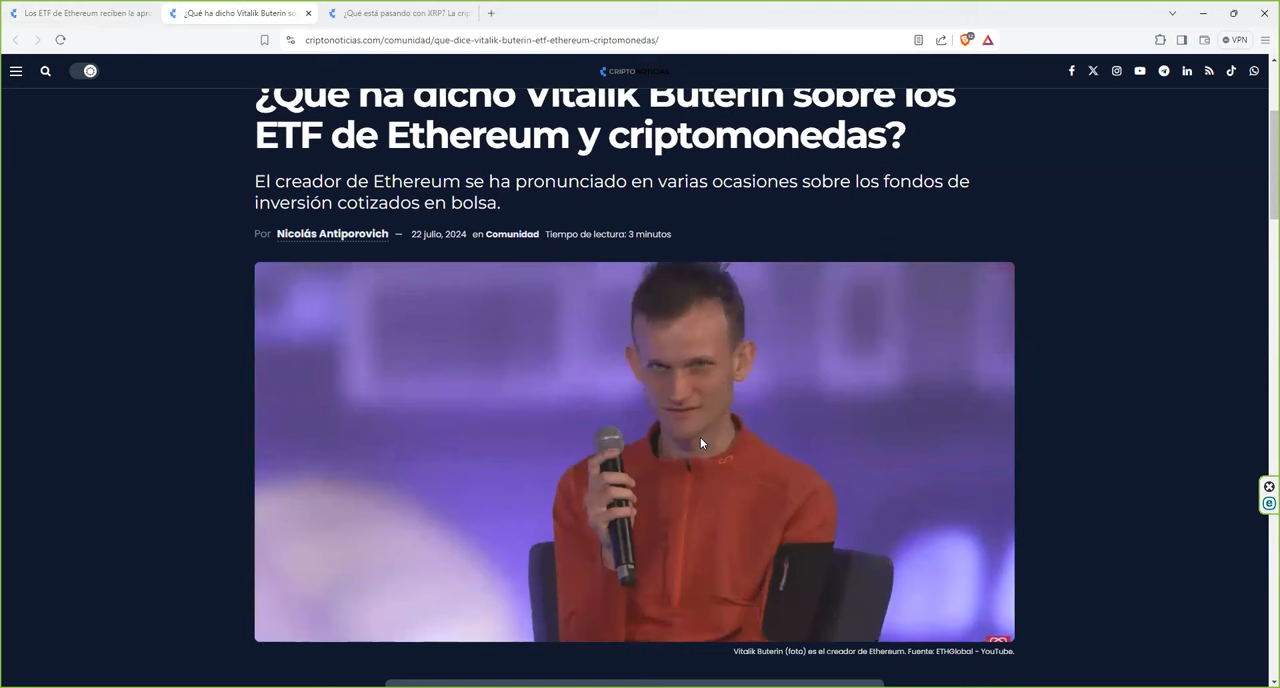 Los ETF de Ethereum reciben la apro
¿Qué ha dicho Vitalik Buterin so
¿Qué está pasando con XRP? La crip
criptonoticias.com/comunidad/que-dice-vitalik-buterin-etf-ethereum-criptomonedas/
VPN
CRIPTONOTICIAS
¿Qué ha dicho Vitalik Buterin sobre los
ETF de Ethereum y criptomonedas?
El creador de Ethereum se ha pronunciado en varias ocasiones sobre los fondos de
inversión cotizados en bolsa.
Por Nicolás Antiporovich — 22 julio, 2024 en Comunidad Tiempo de lectura: 3 minutos
Vitalik Buterin (foto) es el creador de Ethereum. Fuente: ETHGlobal - YouTube.